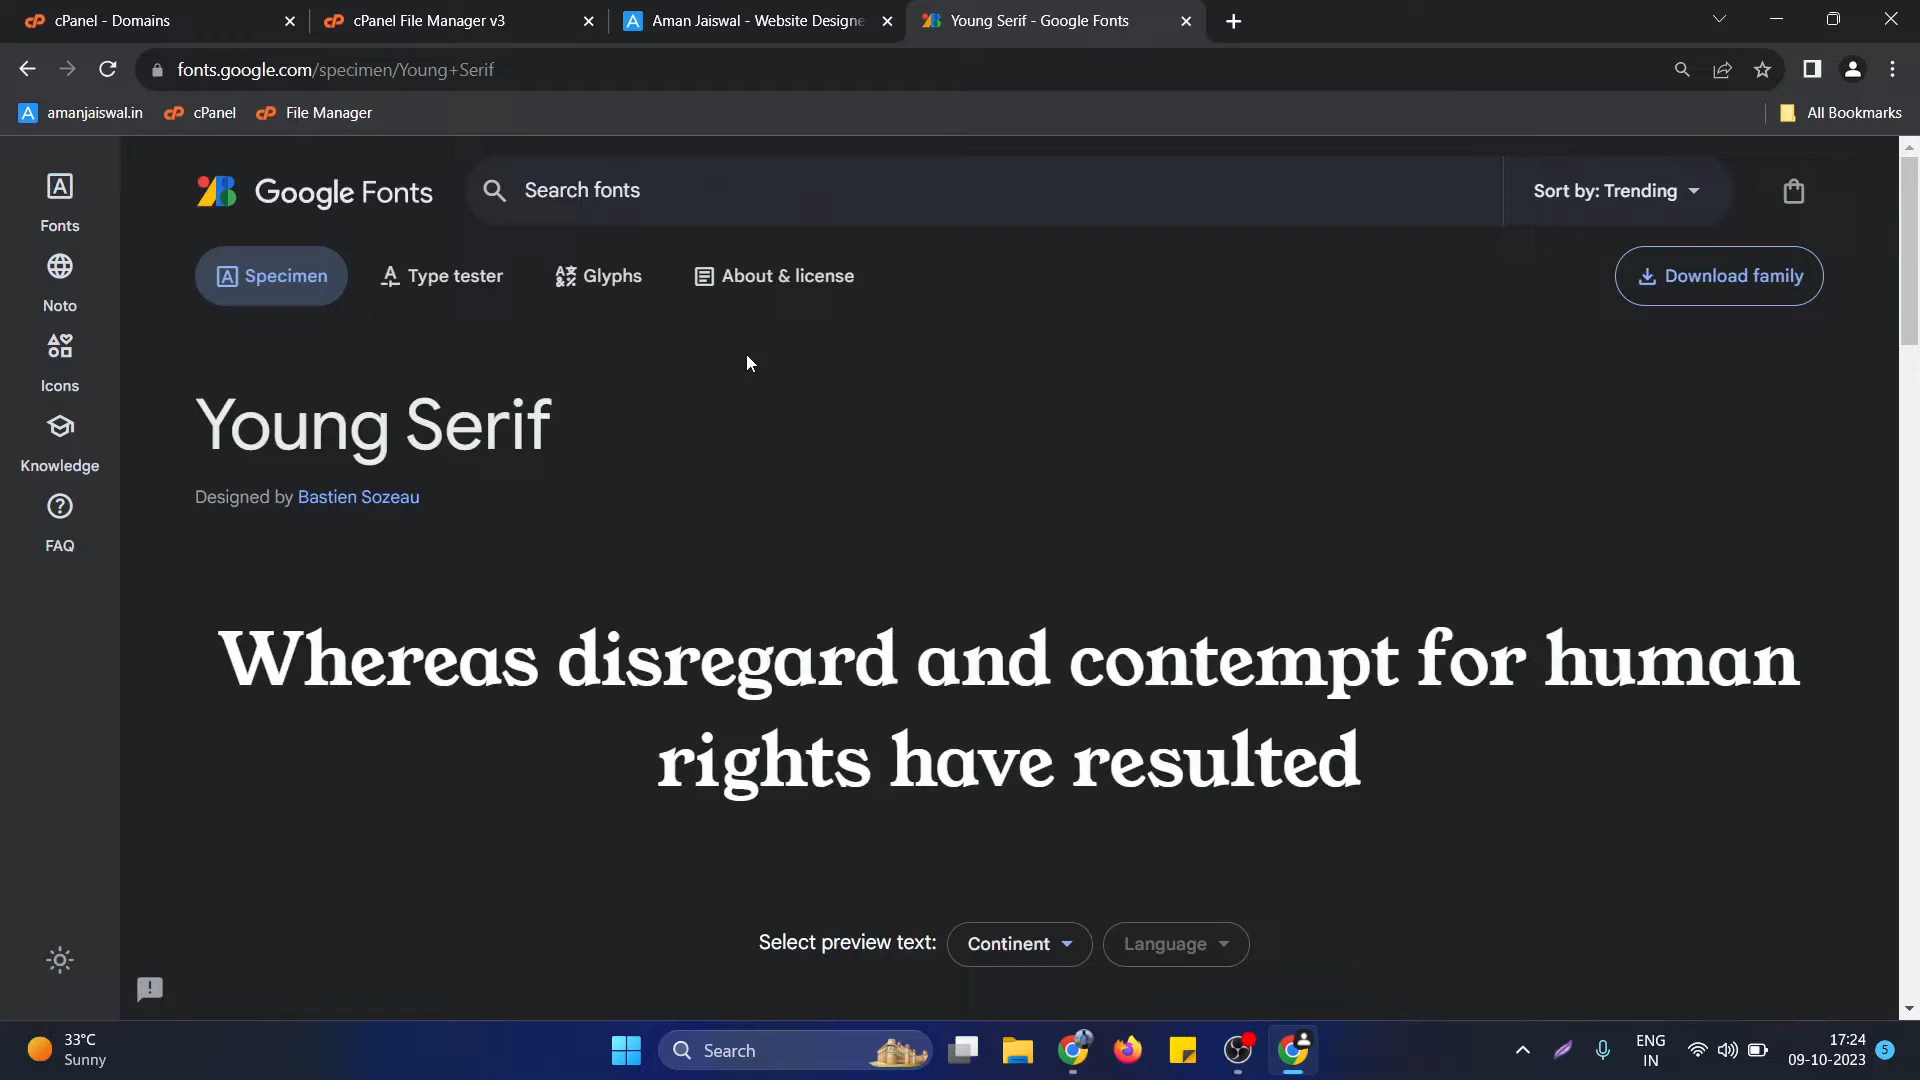 cPanel - Domains
cPanel File Manager v3
Aman Jaiswal - Website Designe
Young Serif - Google Fonts
fonts.google.com/specimen/Young+Serif
amanjaiswal.in
cPanel
File Manager
All Bookmarks
Google Fonts
Search fonts
Sort by: Trending
Fonts
Noto
Icons
Knowledge
FAQ
Specimen
Type tester
Glyphs
About & license
Download family
Young Serif
Designed by Bastien Sozeau
Whereas disregard and contempt for human
rights have resulted
Select preview text:
Continent
Language
33°C
Sunny
Search
ENG
IN
17:24
09-10-2023
5